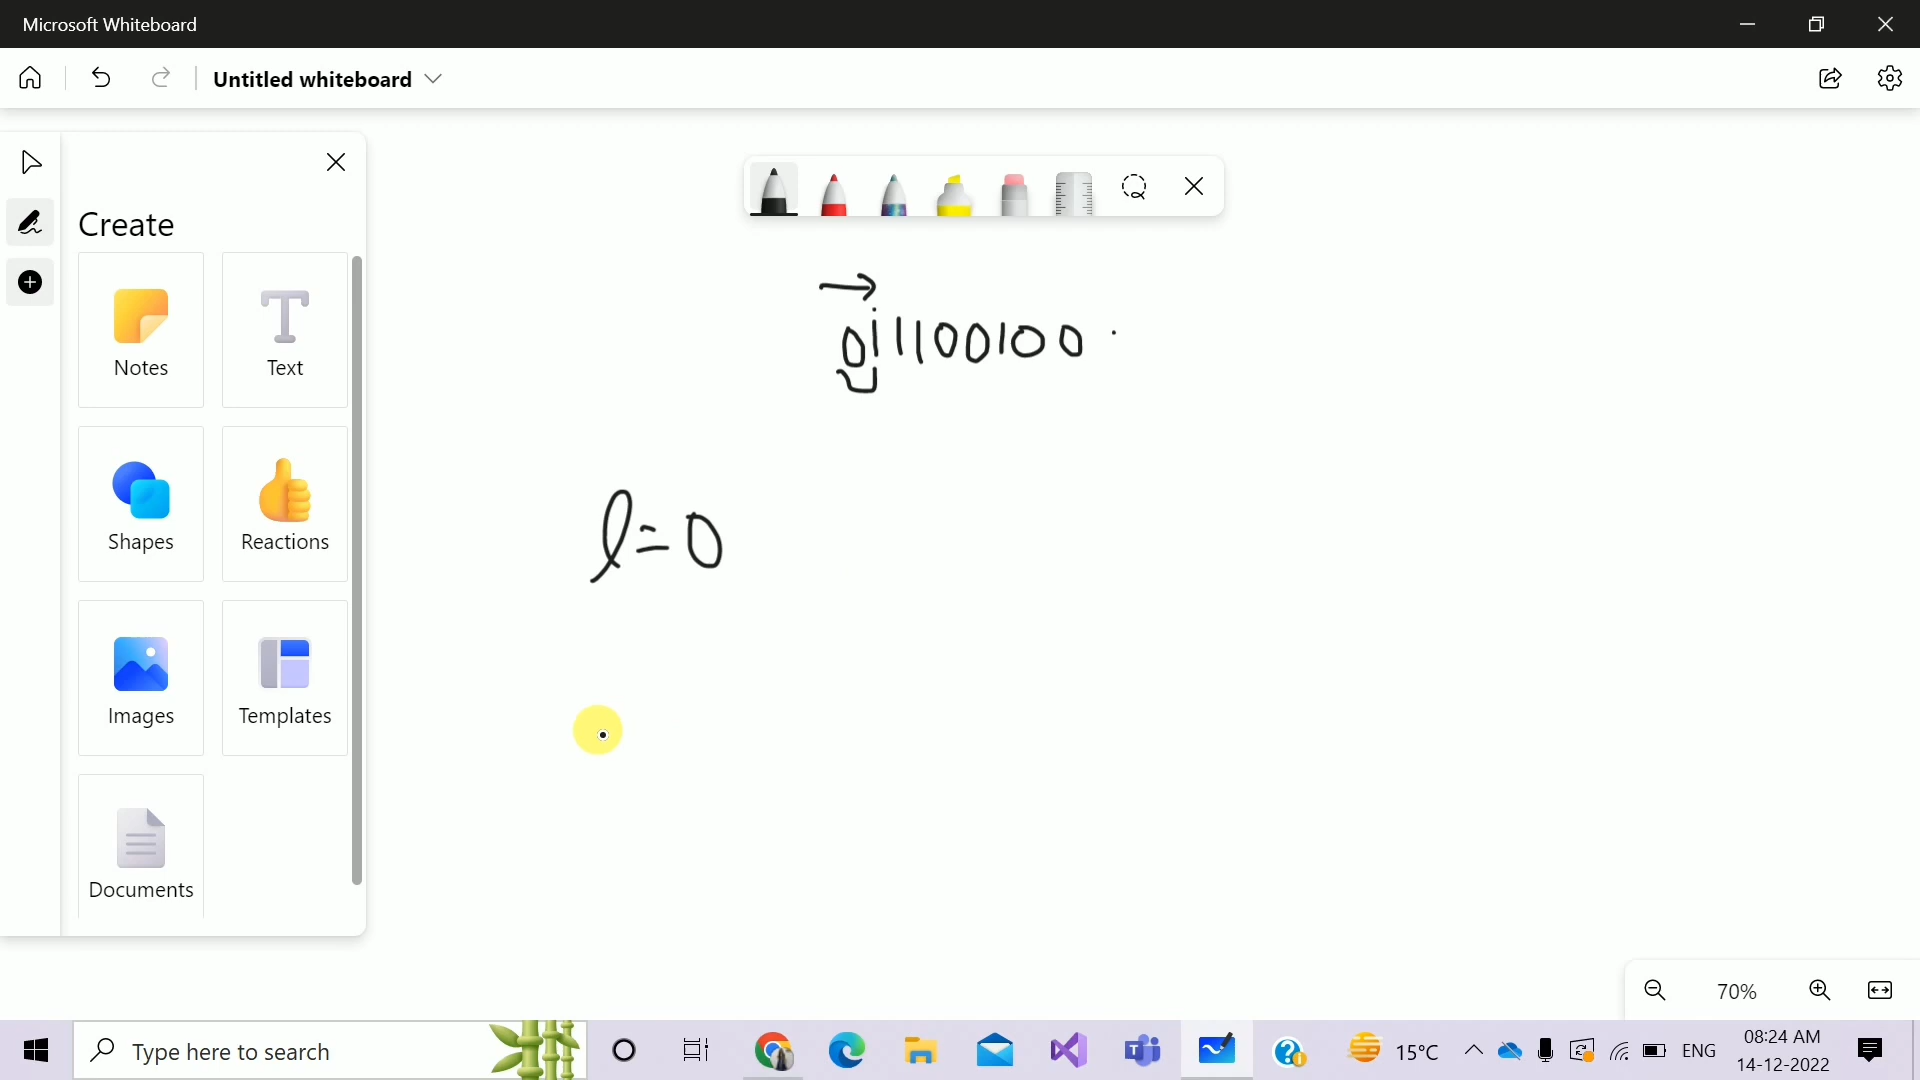 Microsoft Whiteboard
Untitled whiteboard
Create
Notes
Text
Shapes
Reactions
Images
Templates
Documents
0111100100
l=0
70%
Type here to search
15°C
ENG
08:24 AM
14-12-2022